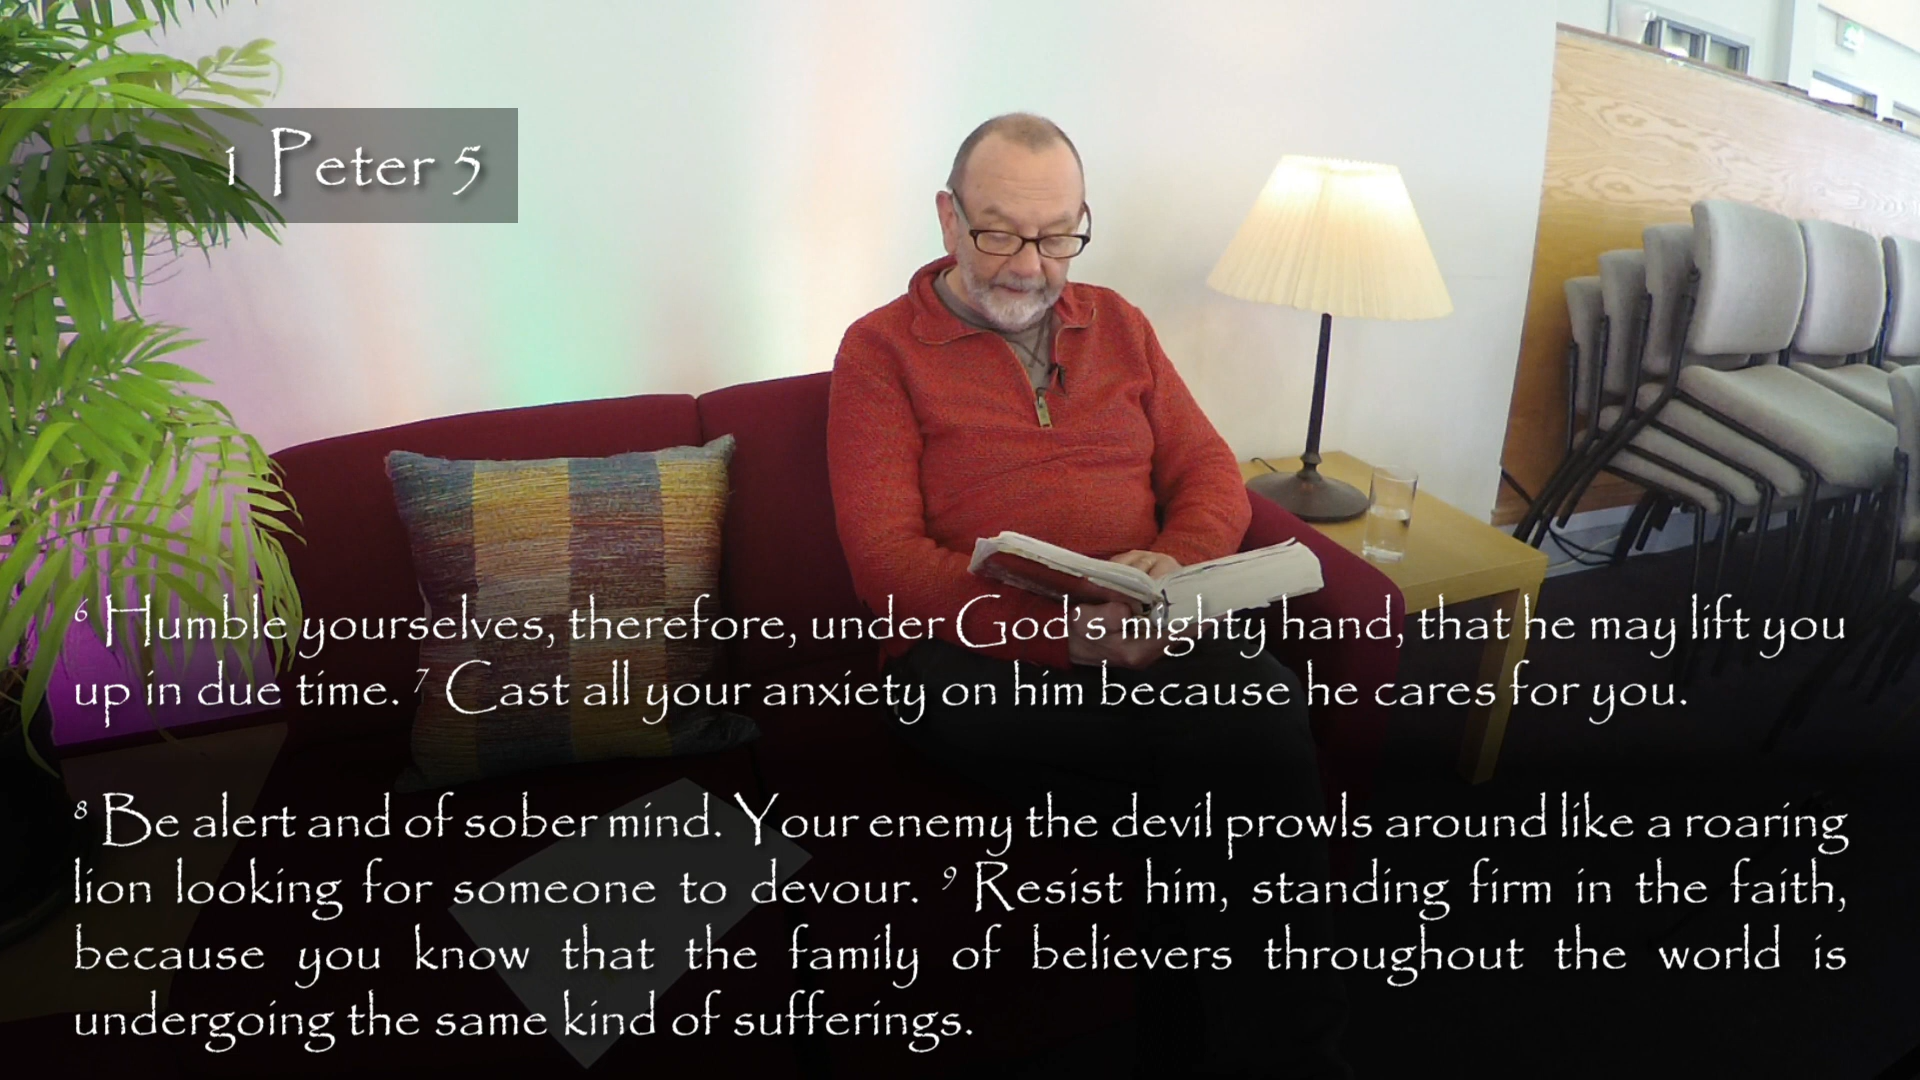 1 Peter 5
6 Humble yourselves, therefore, under God's mighty hand, that he may lift you
up in due time. 7 Cast all your anxiety on him because he cares for you.
8 Be alert and of sober mind. Your enemy the devil prowls around like a roaring
lion looking for someone to devour. 9 Resist him, standing firm in the faith,
because you know that the family of believers throughout the world is
undergoing the same kind of sufferings.